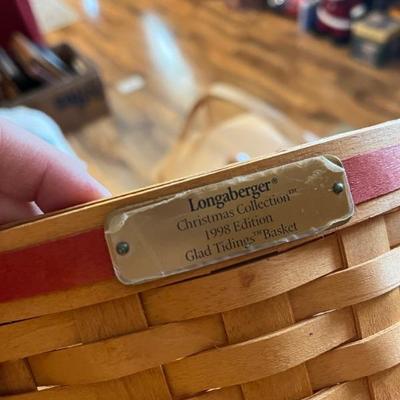 Longaberger®
Christmas Collection™
1998 Edition
Glad Tidings™ Basket